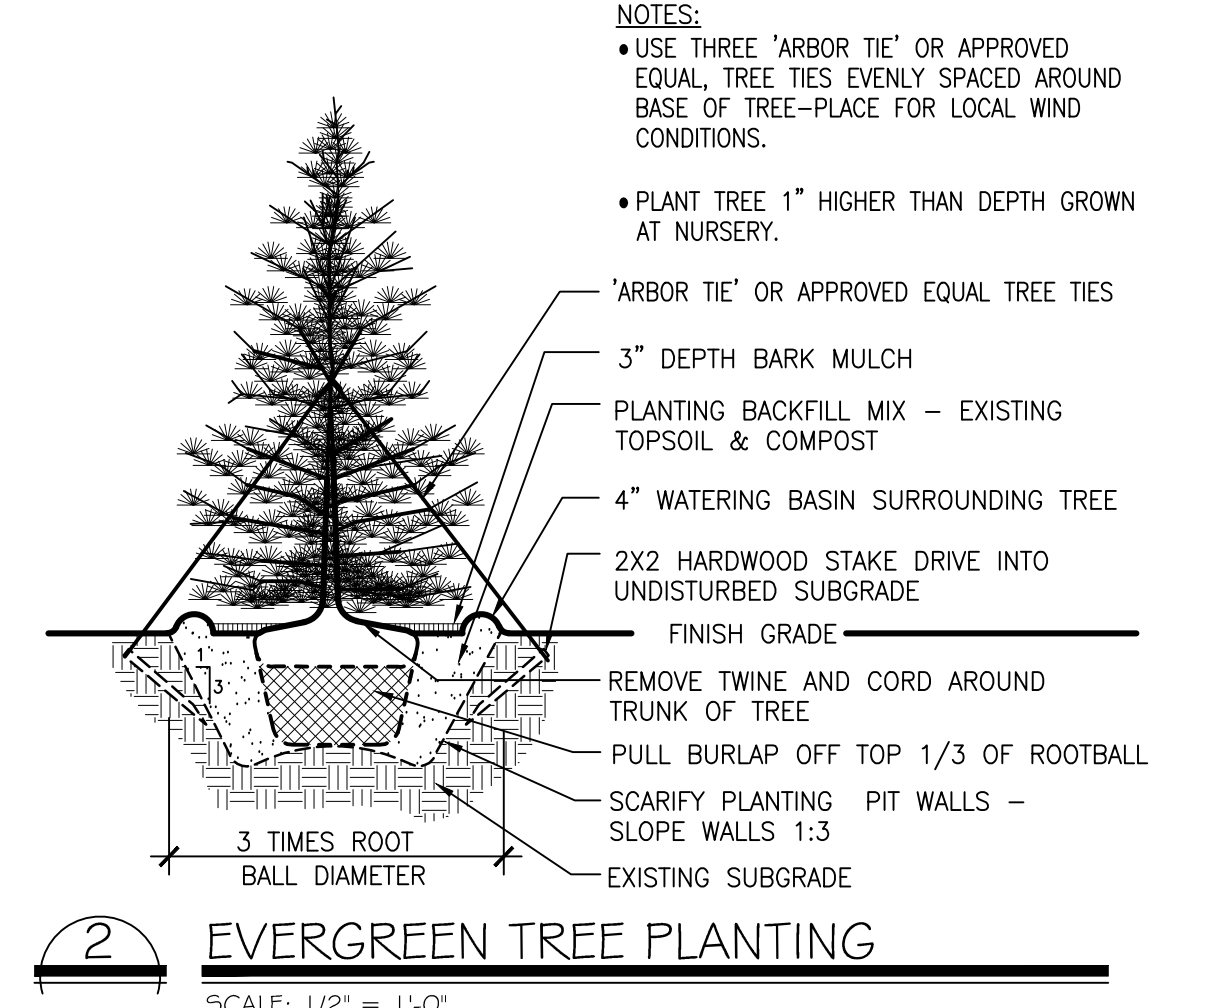 NOTES:
• USE THREE 'ARBOR TIE' OR APPROVED
EQUAL, TREE TIES EVENLY SPACED AROUND
BASE OF TREE–PLACE FOR LOCAL WIND
CONDITIONS.
• PLANT TREE 1" HIGHER THAN DEPTH GROWN
AT NURSERY.
'ARBOR TIE' OR APPROVED EQUAL TREE TIES
3" DEPTH BARK MULCH
PLANTING BACKFILL MIX – EXISTING
TOPSOIL & COMPOST
4" WATERING BASIN SURROUNDING TREE
2X2 HARDWOOD STAKE DRIVE INTO
UNDISTURBED SUBGRADE
FINISH GRADE
1
3
REMOVE TWINE AND CORD AROUND
TRUNK OF TREE
PULL BURLAP OFF TOP 1/3 OF ROOTBALL
SCARIFY PLANTING PIT WALLS –
SLOPE WALLS 1:3
EXISTING SUBGRADE
3 TIMES ROOT
BALL DIAMETER
2
EVERGREEN TREE PLANTING
SCALE: 1/2" = 1'-0"